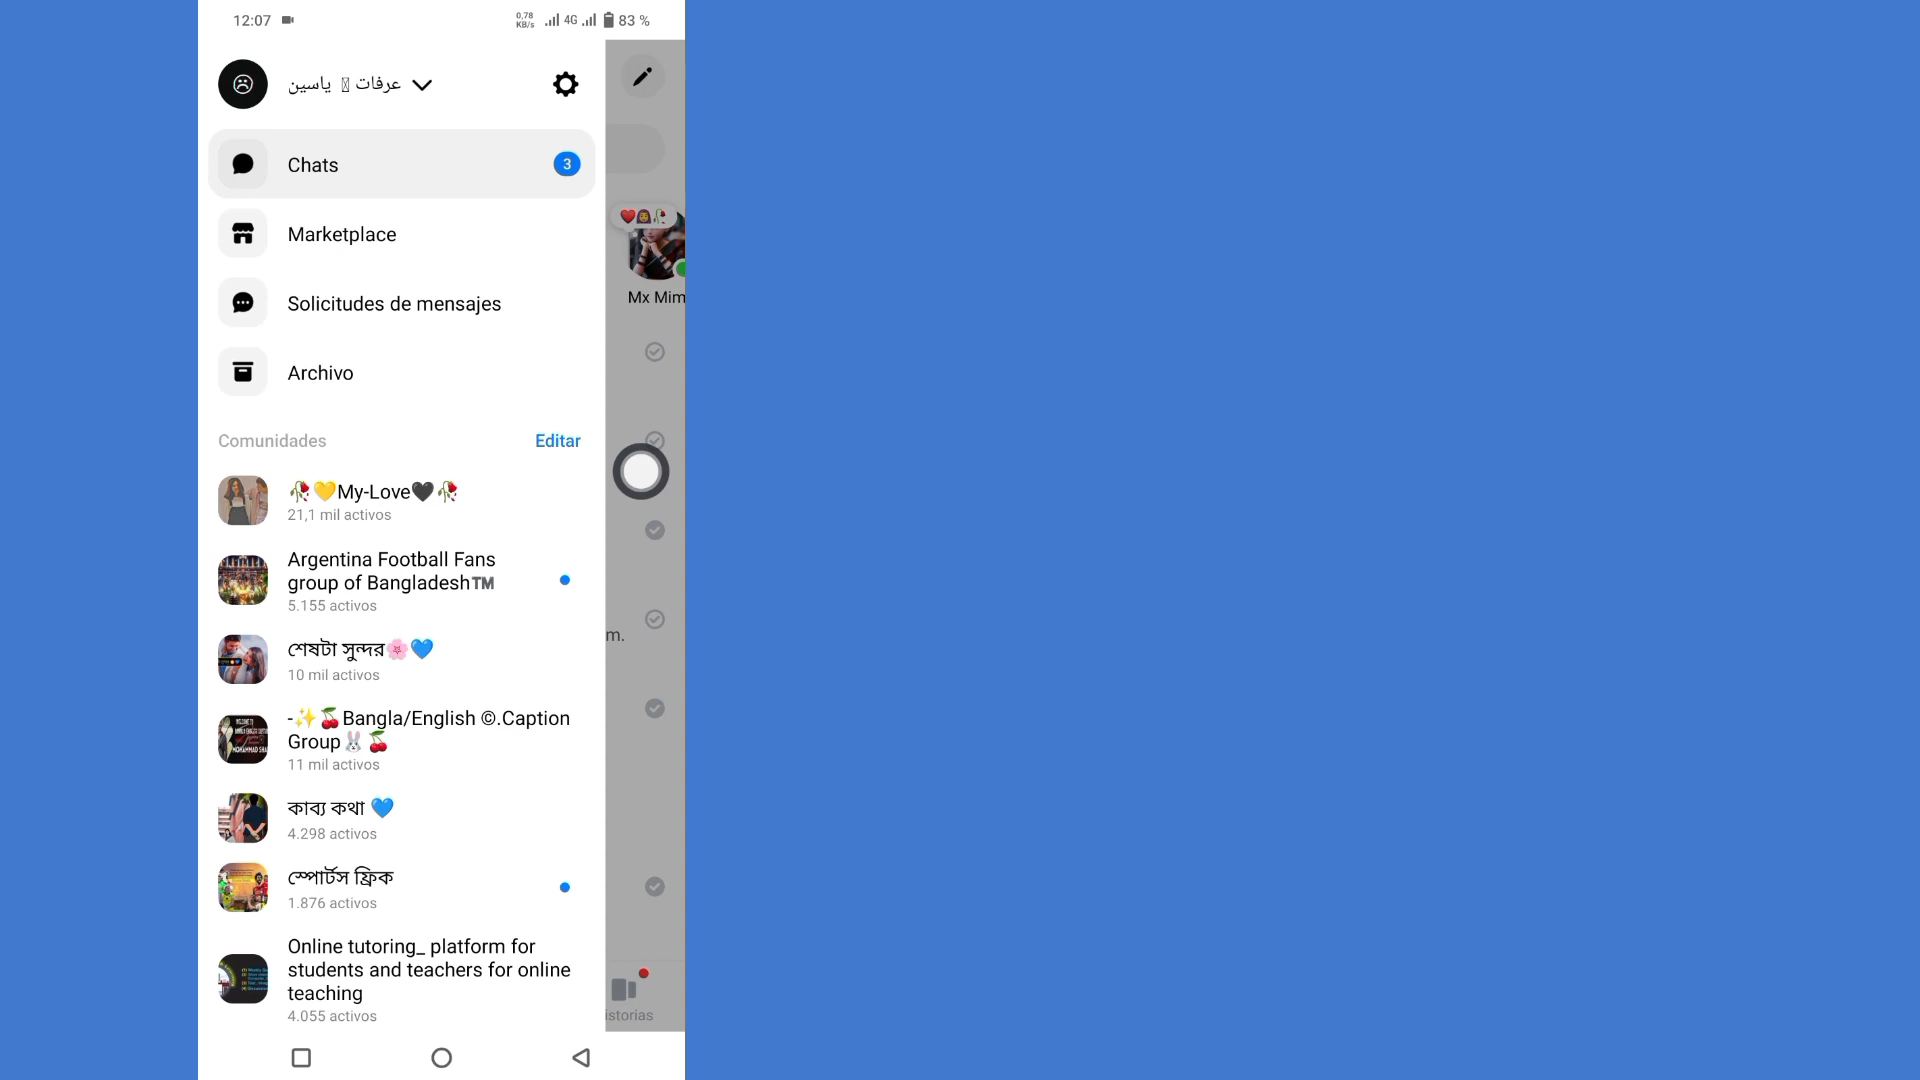 12:07
0,78
KB/s
4G
83 %
عرفات ياسين
Chats
3
Marketplace
Solicitudes de mensajes
Archivo
Mx Mim
Comunidades
Editar
🥀💛My-Love🖤🥀
21,1 mil activos
Argentina Football Fans
group of Bangladesh™️
5.155 activos
শেষটা সুন্দর🌸💙
10 mil activos
m.
-✨🍒Bangla/English ©.Caption
Group🐰🍒
11 mil activos
কাব্য কথা 💙
4.298 activos
স্পোর্টস ফ্রিক
1.876 activos
Online tutoring_ platform for
students and teachers for online
teaching
4.055 activos
istorias